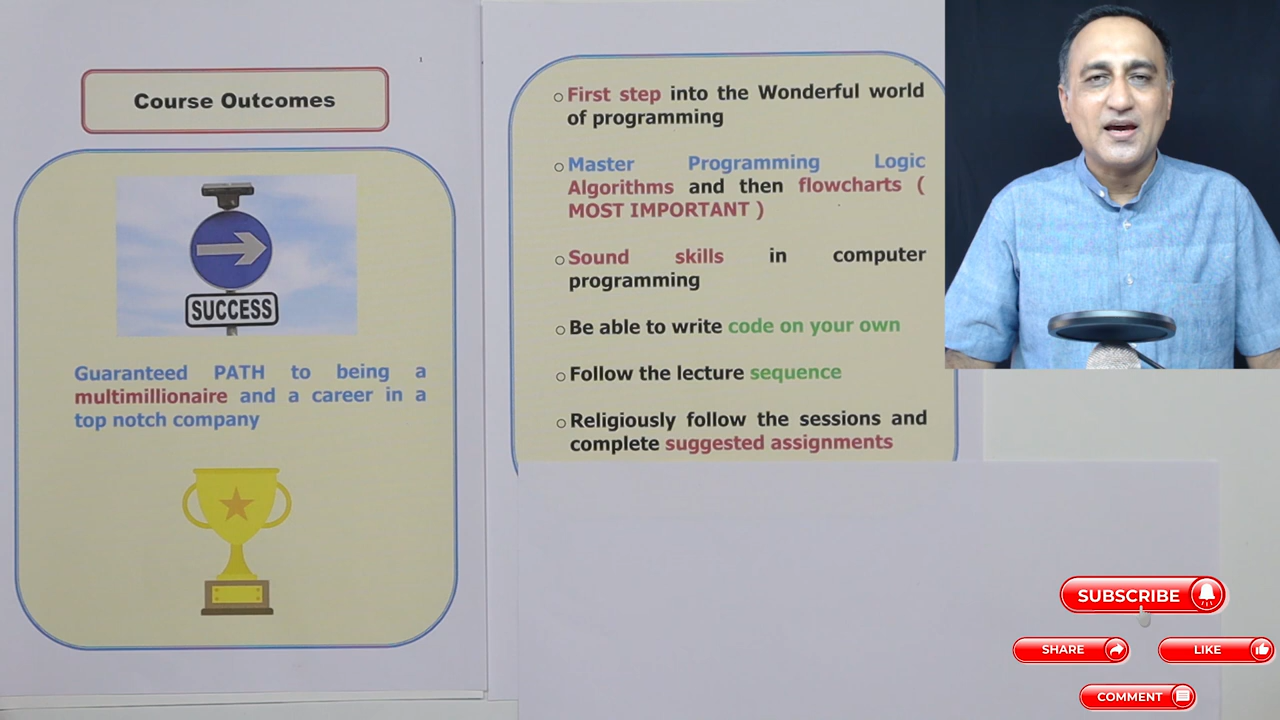 1
Course Outcomes
SUCCESS
Guaranteed PATH to being a
multimillionaire and a career in a
top notch company
○ First step into the Wonderful world
of programming
○ Master Programming Logic
Algorithms and then flowcharts (
MOST IMPORTANT )
○ Sound skills in computer
programming
○ Be able to write code on your own
○ Follow the lecture sequence
○ Religiously follow the sessions and
complete suggested assignments
SUBSCRIBE
SHARE
LIKE
COMMENT